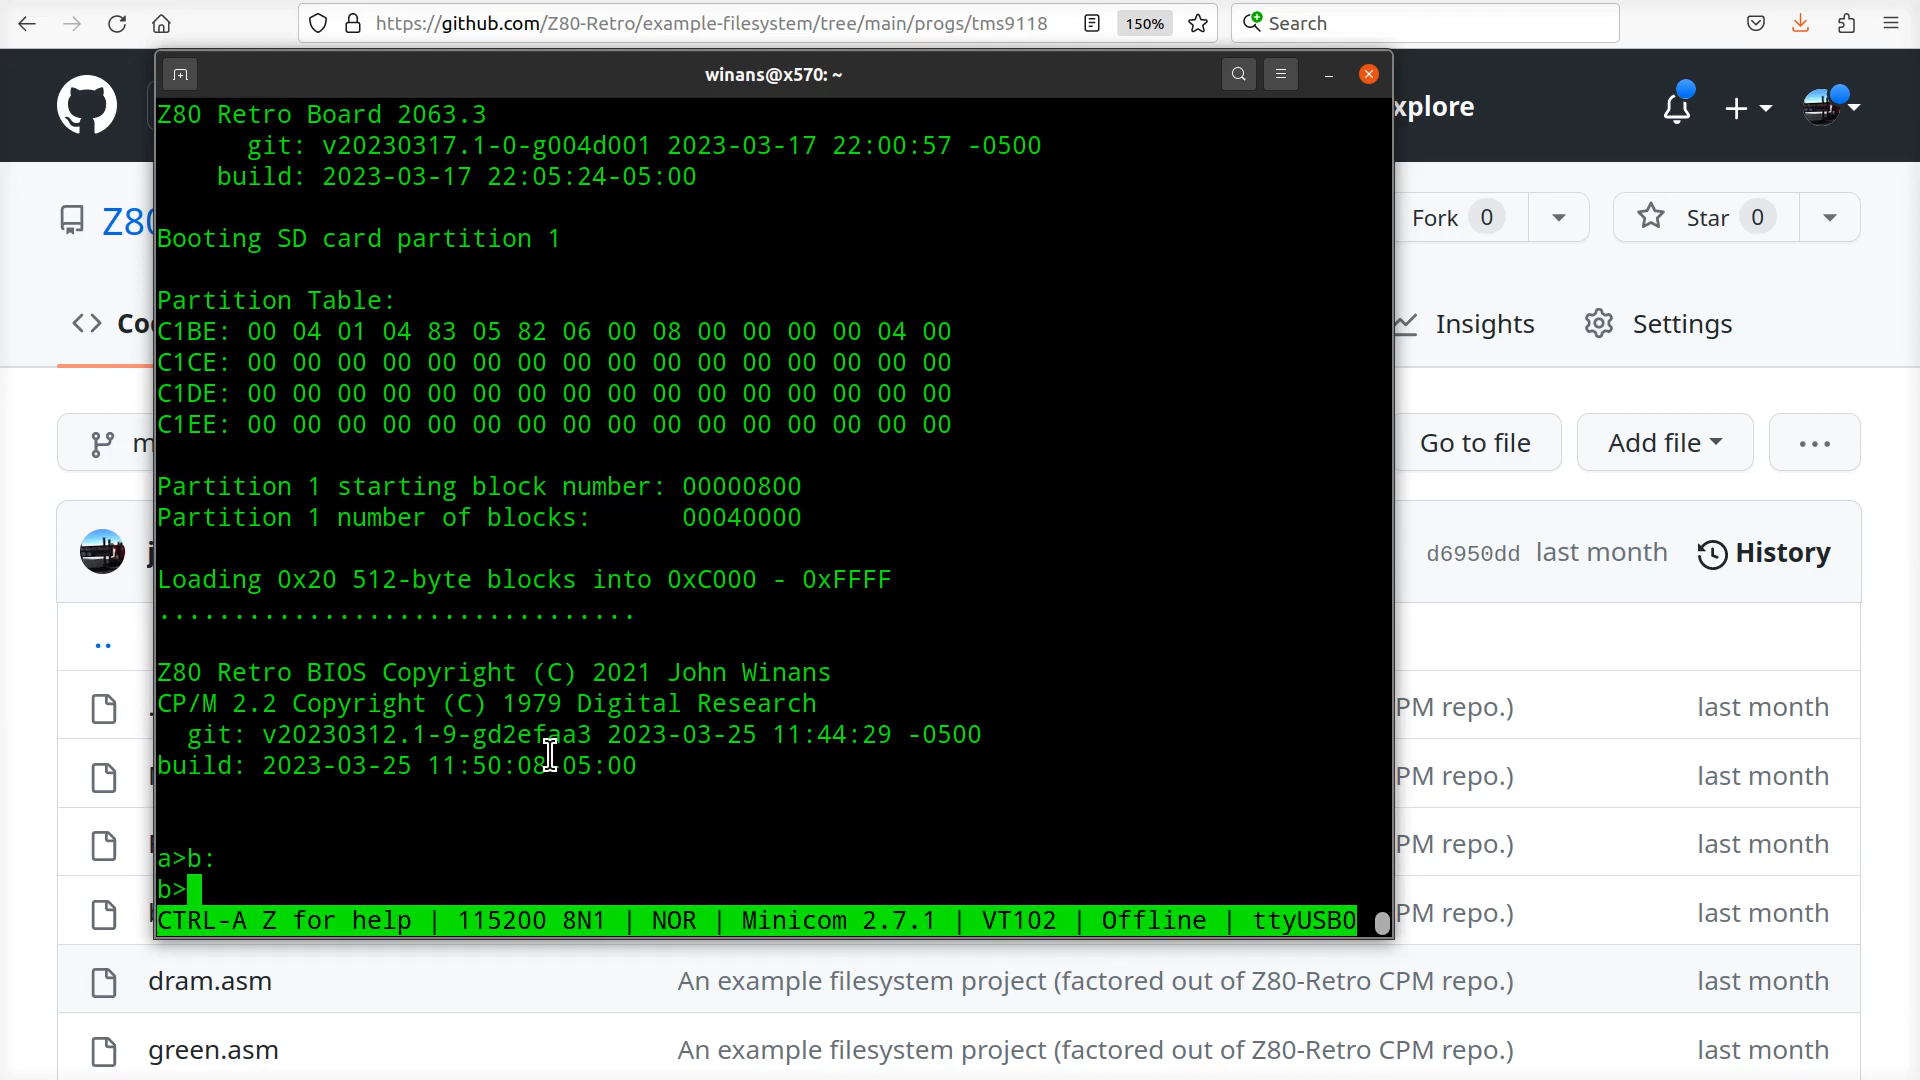 https://github.com/Z80-Retro/example-filesystem/tree/main/progs/tms9118
150%
Search
winans@x570: ~
xplore
Z80 Retro Board 2063.3
git: v20230317.1-0-g004d001 2023-03-17 22:00:57 -0500
build: 2023-03-17 22:05:24-05:00
Z80
Fork 0
Star 0
Booting SD card partition 1
Partition Table:
C1BE: 00 04 01 04 83 05 82 06 00 08 00 00 00 00 04 00
C1CE: 00 00 00 00 00 00 00 00 00 00 00 00 00 00 00 00
C1DE: 00 00 00 00 00 00 00 00 00 00 00 00 00 00 00 00
C1EE: 00 00 00 00 00 00 00 00 00 00 00 00 00 00 00 00
Co
Insights
Settings
m
Go to file
Add file
Partition 1 starting block number: 00000800
Partition 1 number of blocks: 00040000
j
d6950dd last month
History
Loading 0x20 512-byte blocks into 0xC000 - 0xFFFF
................................
..
Z80 Retro BIOS Copyright (C) 2021 John Winans
CP/M 2.2 Copyright (C) 1979 Digital Research
git: v20230312.1-9-gd2efaa3 2023-03-25 11:44:29 -0500
build: 2023-03-25 11:50:08-05:00
PM repo.) last month
PM repo.) last month
PM repo.) last month
PM repo.) last month
a>b:
b>
CTRL-A Z for help | 115200 8N1 | NOR | Minicom 2.7.1 | VT102 | Offline | ttyUSB0
dram.asm An example filesystem project (factored out of Z80-Retro CPM repo.) last month
green.asm An example filesystem project (factored out of Z80-Retro CPM repo.) last month